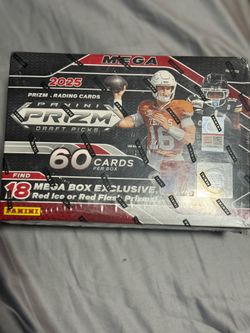 MEGA
2025
PRIZM TRADING CARDS
PANINI
PRIZM
DRAFT PICKS
60 CARDS
PER BOX
16
FIND
18 MEGA BOX EXCLUSIVE
Red Ice or Red Flash Prizms!
PANINI